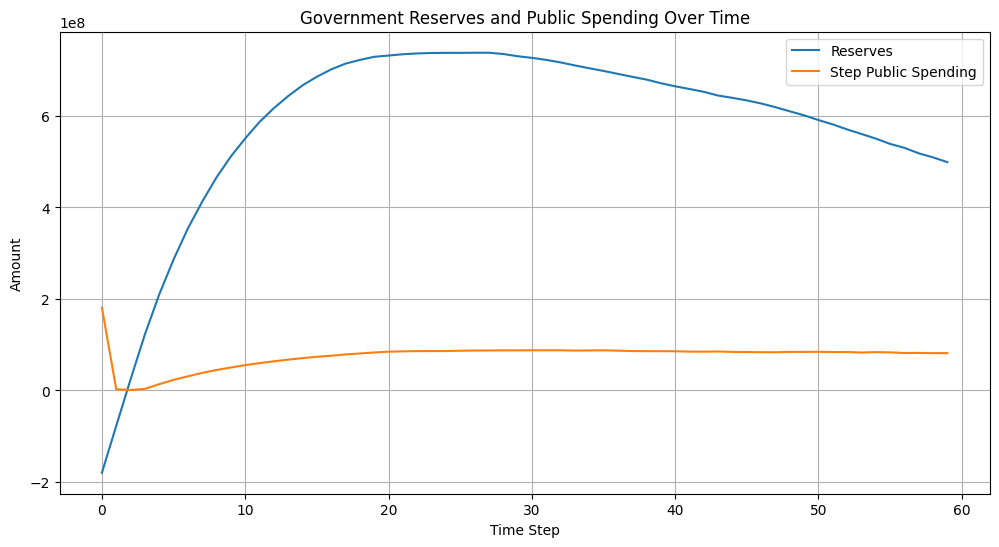 Government Reserves and Public Spending Over Time
1e8
Reserves
Step Public Spending
6
4
2
0
−2
Amount
0 10 20 30 40 50 60
Time Step